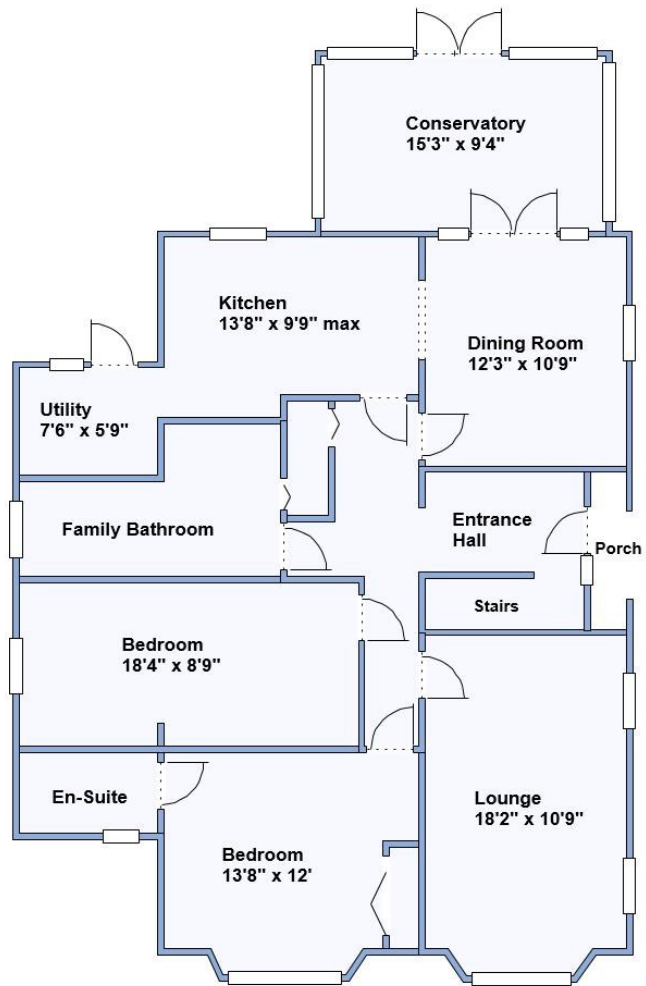 Conservatory
15'3" x 9'4"
Kitchen
13'8" x 9'9" max
Dining Room
12'3" x 10'9"
Utility
7'6" x 5'9"
Family Bathroom
Entrance
Hall
Porch
Stairs
Bedroom
18'4" x 8'9"
En-Suite
Lounge
18'2" x 10'9"
Bedroom
13'8" x 12'